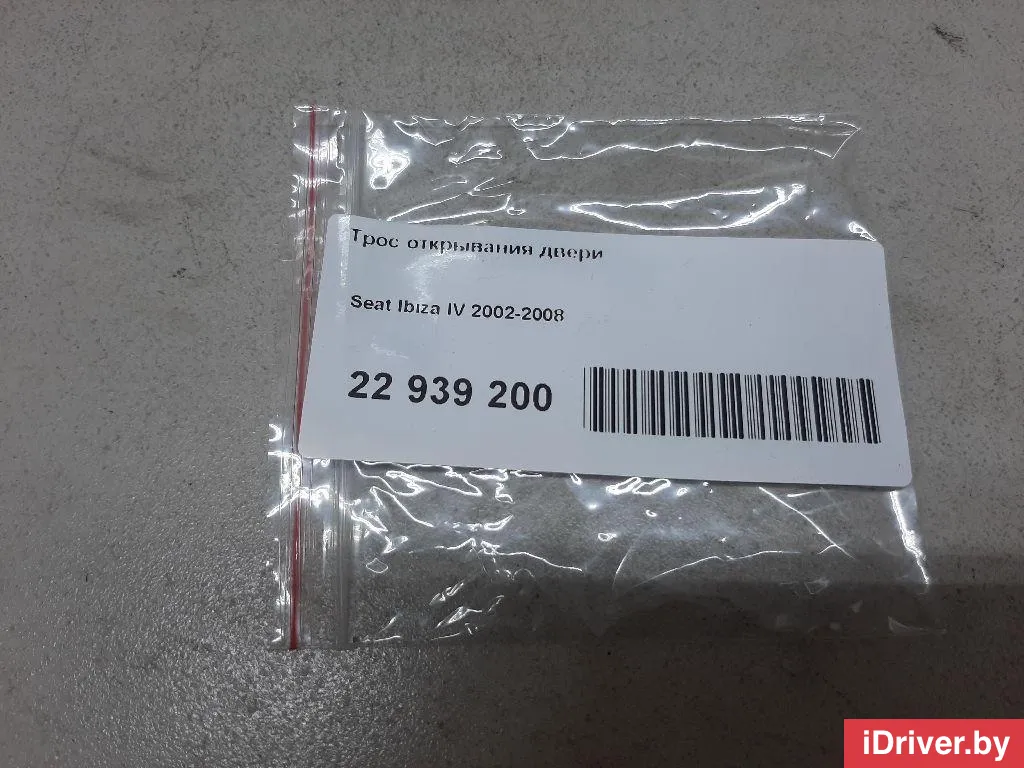 Трос открывания двери
Seat Ibiza IV 2002-2008
22 939 200
iDriver.by